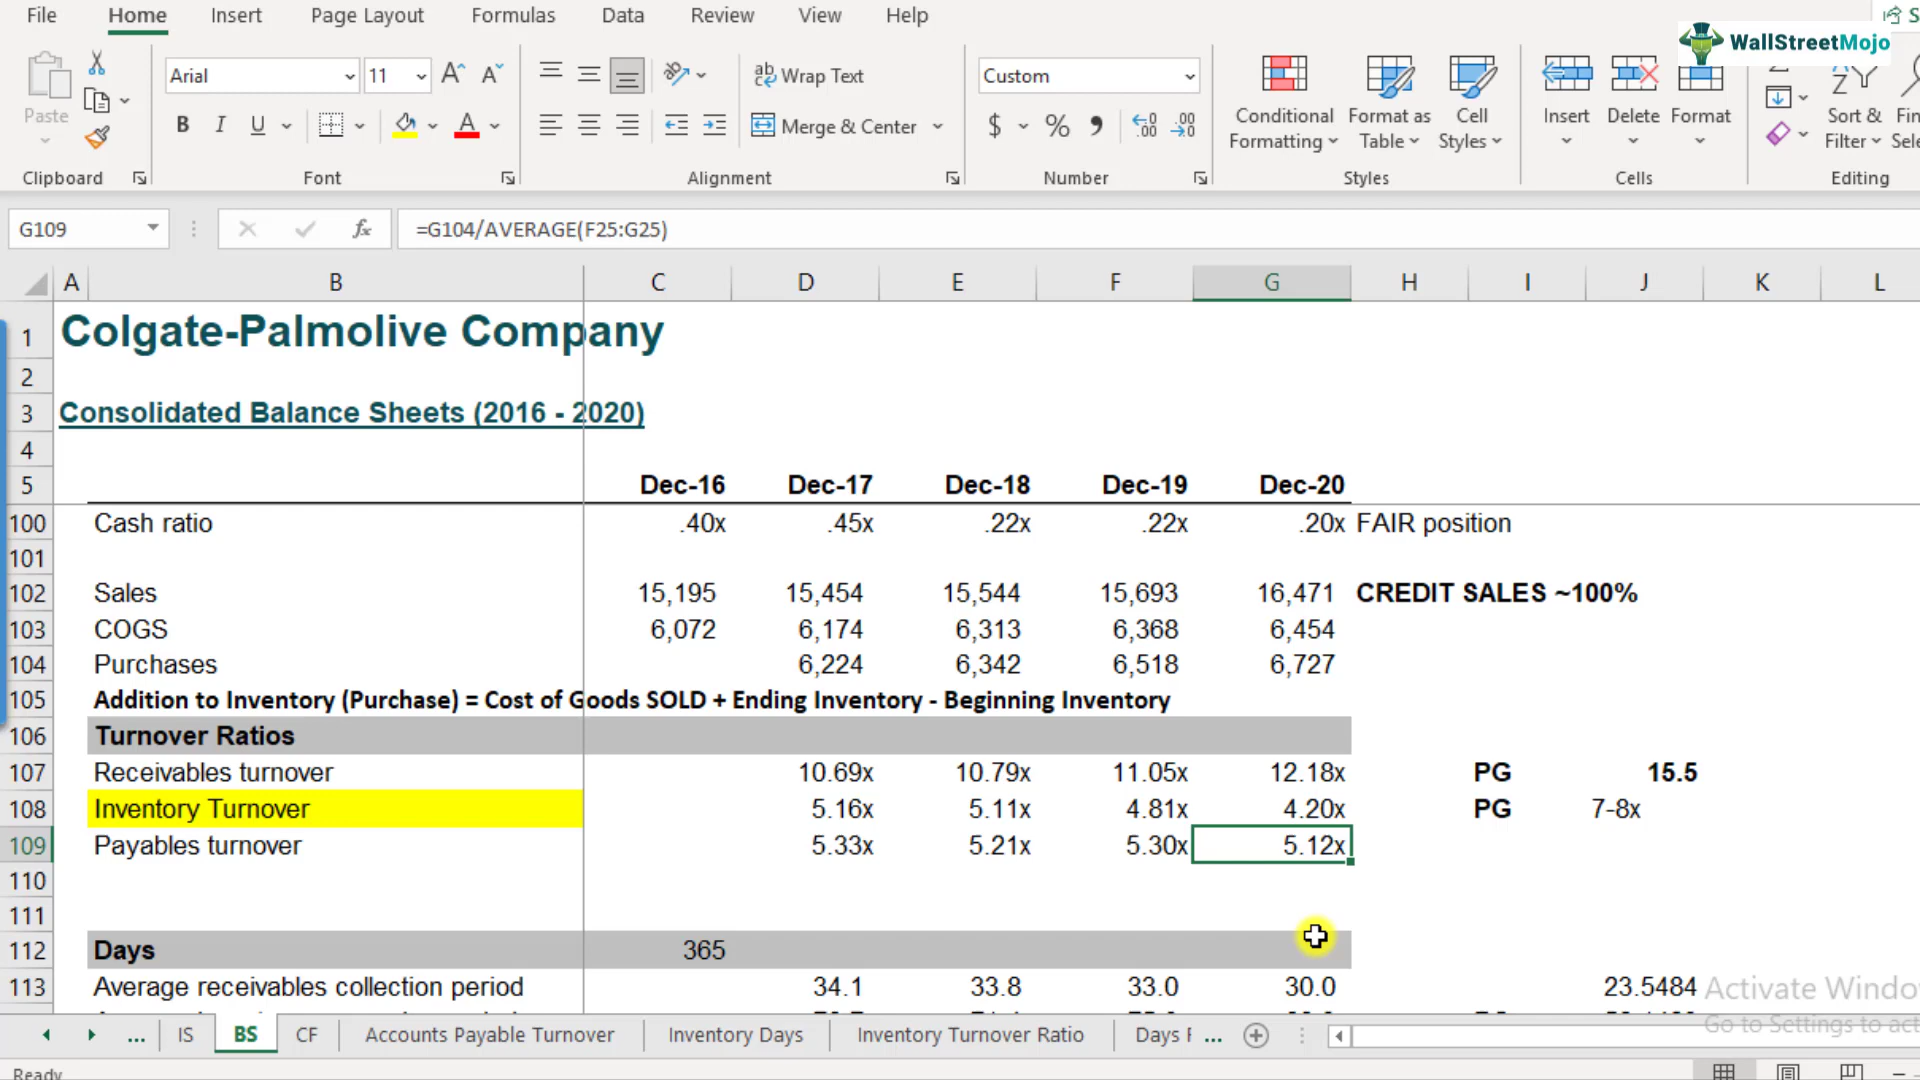 File Home Insert Page Layout Formulas Data Review View Help
WallStreetMojo
Paste
Arial 11
Wrap Text
Custom
B I U
Merge & Center
$ % ,
Conditional Formatting
Format as Table
Cell Styles
Insert Delete Format
Sort & Filter
Clipboard Font Alignment Number Styles Cells Editing
G109 fx =G104/AVERAGE(F25:G25)
A B C D E F G H I J K L
1 Colgate-Palmolive Company
2
3 Consolidated Balance Sheets (2016 - 2020)
4
5 Dec-16 Dec-17 Dec-18 Dec-19 Dec-20
100 Cash ratio .40x .45x .22x .22x .20x FAIR position
101
102 Sales 15,195 15,454 15,544 15,693 16,471 CREDIT SALES ~100%
103 COGS 6,072 6,174 6,313 6,368 6,454
104 Purchases 6,224 6,342 6,518 6,727
105 Addition to Inventory (Purchase) = Cost of Goods SOLD + Ending Inventory - Beginning Inventory
106 Turnover Ratios
107 Receivables turnover 10.69x 10.79x 11.05x 12.18x PG 15.5
108 Inventory Turnover 5.16x 5.11x 4.81x 4.20x PG 7-8x
109 Payables turnover 5.33x 5.21x 5.30x 5.12x
110
111
112 Days 365
113 Average receivables collection period 34.1 33.8 33.0 30.0 23.5484
Activate Windo
Go to Settings to act
... IS BS CF Accounts Payable Turnover Inventory Days Inventory Turnover Ratio Days ...
Ready